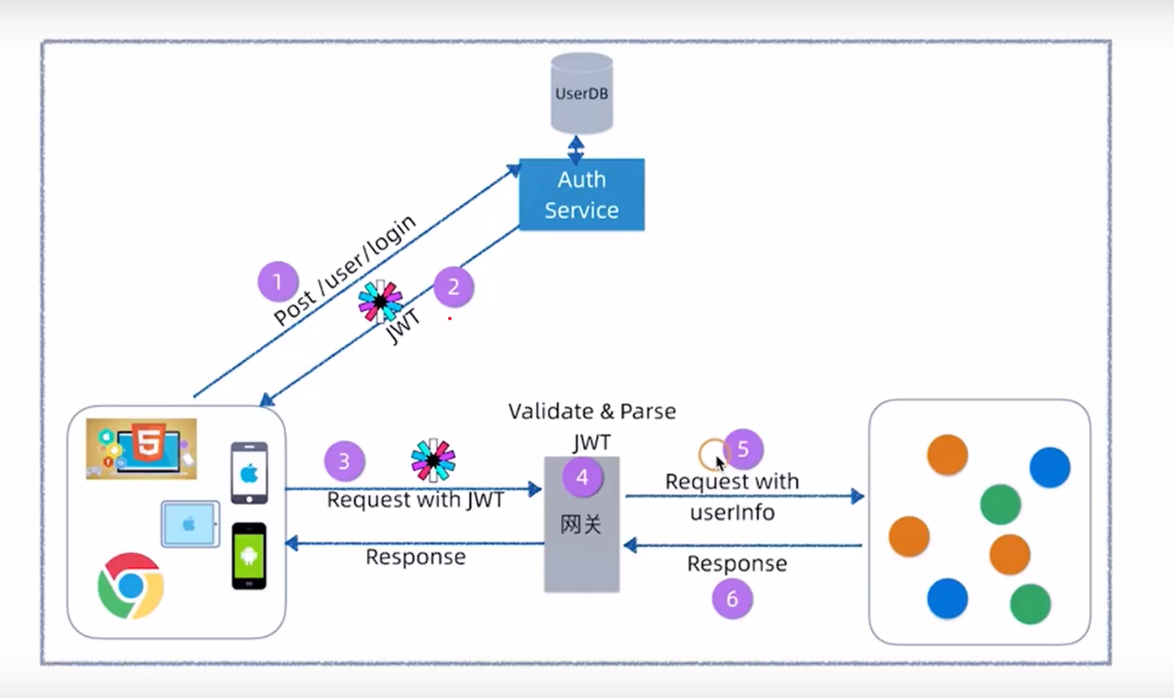 UserDB
Auth
Service
1
Post /user/login
2
JWT
5
3
Request with JWT
Response
Validate & Parse
JWT
4
网关
5
Request with
userInfo
Response
6